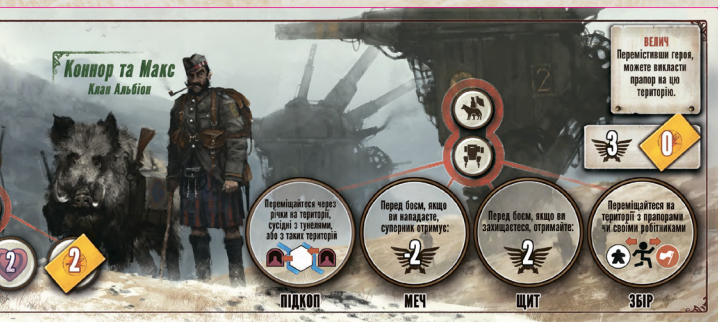 Коннор та Макс
Клан Альбіон
ВЕЛИЧ
Перемістивши героя,
можете викласти
прапор на цю
територію.
2
3
0
2
2
Переміщайтеся через
річки на території,
сусідні з тунелями,
або з таких територій
ПІДКОП
Перед боєм, якщо
ви нападаєте,
суперник отримує:
-2
МЕЧ
Перед боєм, якщо ви
захищаєтеся, отримайте:
2
ЩИТ
Переміщайтеся на
території з прапорами
чи своїми робітниками
ЗБІР